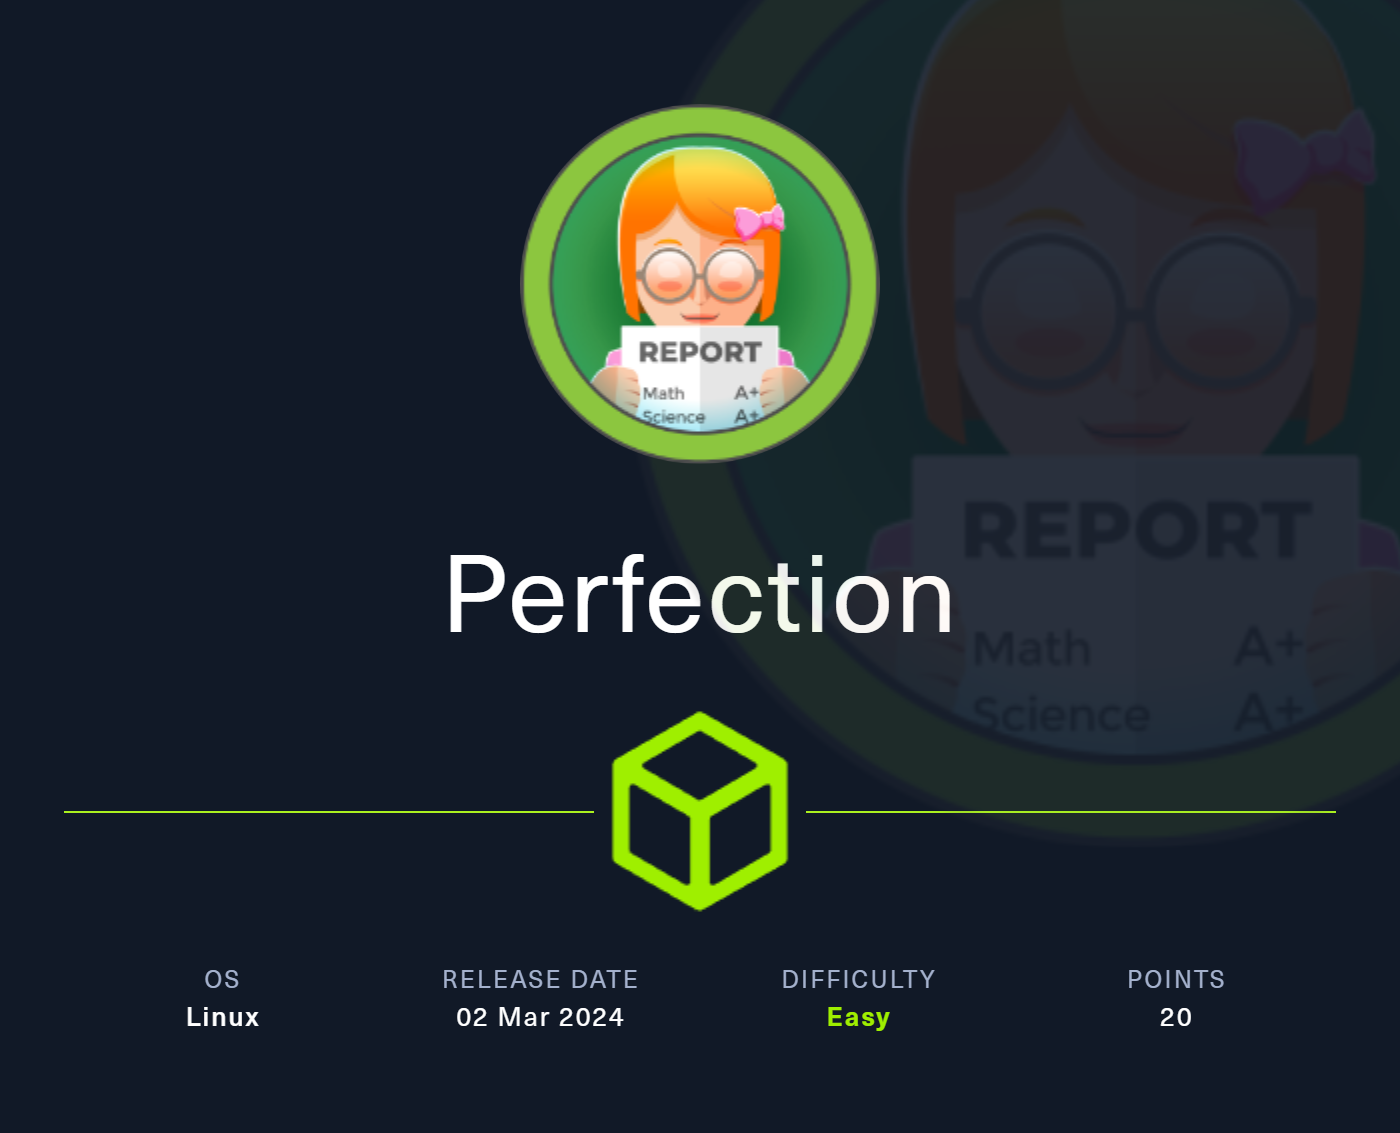 REPORT
Math A+
Science A+
REPORT
Perfection
Math A+
Science A+
OS
Linux
RELEASE DATE
02 Mar 2024
DIFFICULTY
Easy
POINTS
20